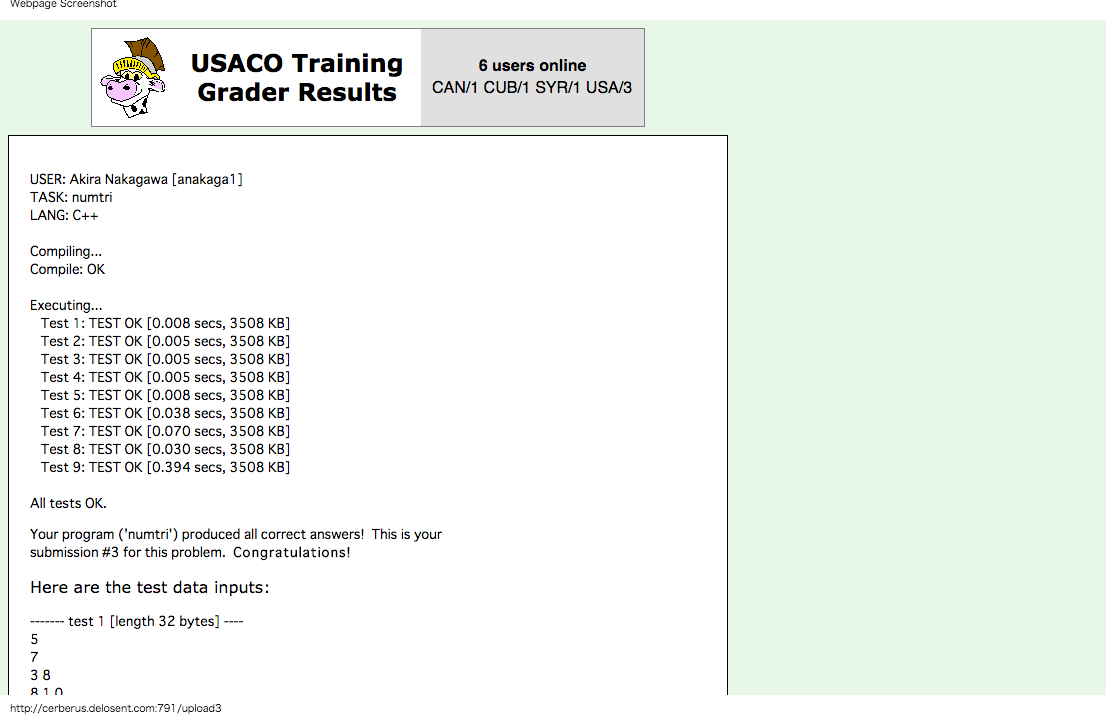 Webpage Screenshot
USACO Training
Grader Results
6 users online
CAN/1 CUB/1 SYR/1 USA/3
USER: Akira Nakagawa [anakaga1]
TASK: numtri
LANG: C++
Compiling...
Compile: OK
Executing...
Test 1: TEST OK [0.008 secs, 3508 KB]
Test 2: TEST OK [0.005 secs, 3508 KB]
Test 3: TEST OK [0.005 secs, 3508 KB]
Test 4: TEST OK [0.005 secs, 3508 KB]
Test 5: TEST OK [0.008 secs, 3508 KB]
Test 6: TEST OK [0.038 secs, 3508 KB]
Test 7: TEST OK [0.070 secs, 3508 KB]
Test 8: TEST OK [0.030 secs, 3508 KB]
Test 9: TEST OK [0.394 secs, 3508 KB]
All tests OK.
Your program ('numtri') produced all correct answers!  This is your
submission #3 for this problem.  Congratulations!
Here are the test data inputs:
------- test 1 [length 32 bytes] ----
5
7
3 8
8 1 0
http://cerberus.delosent.com:791/upload3